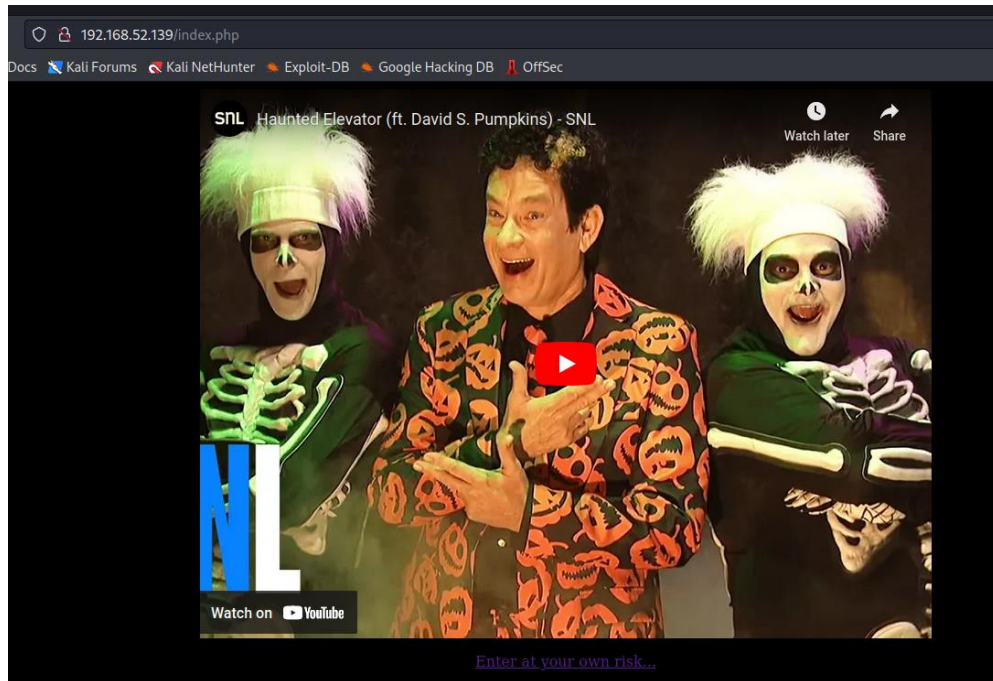 192.168.52.139/index.php
Docs Kali Forums Kali NetHunter Exploit-DB Google Hacking DB OffSec
SNL Haunted Elevator (ft. David S. Pumpkins) - SNL
Watch later Share
NL
Watch on YouTube
Enter at your own risk...